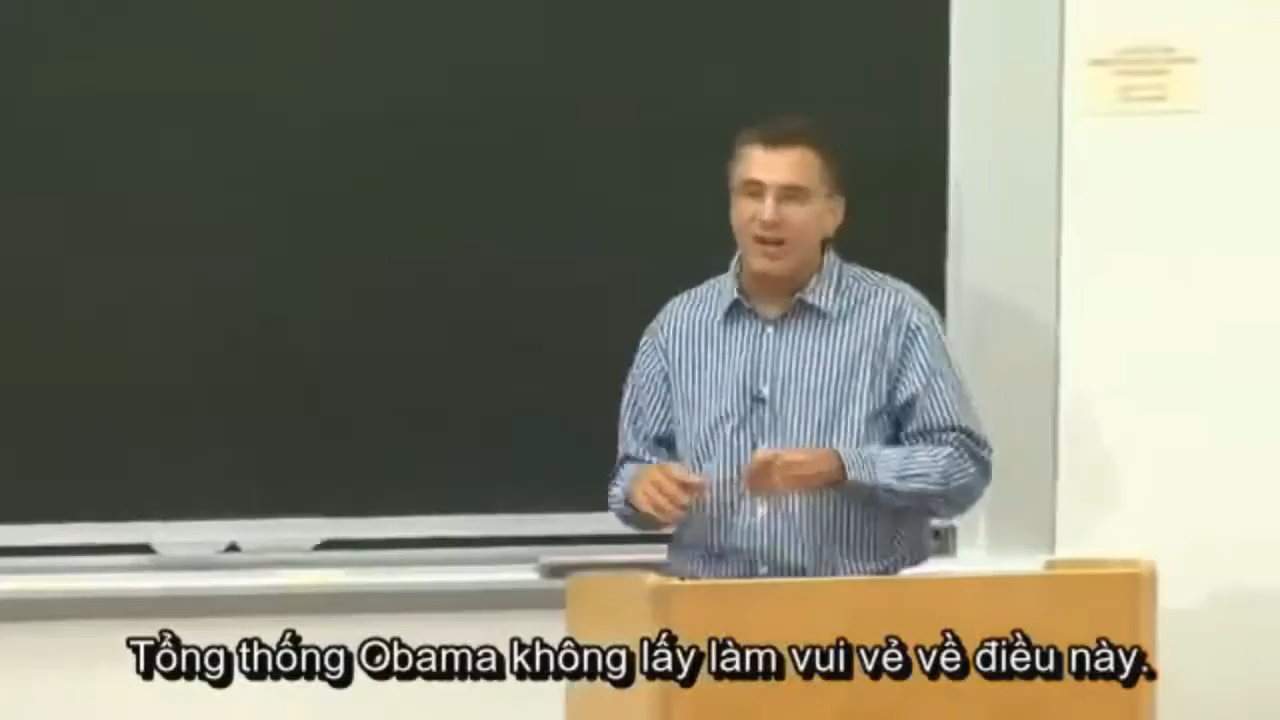 Tổng thống Obama không lấy làm vui vẻ về điều này.